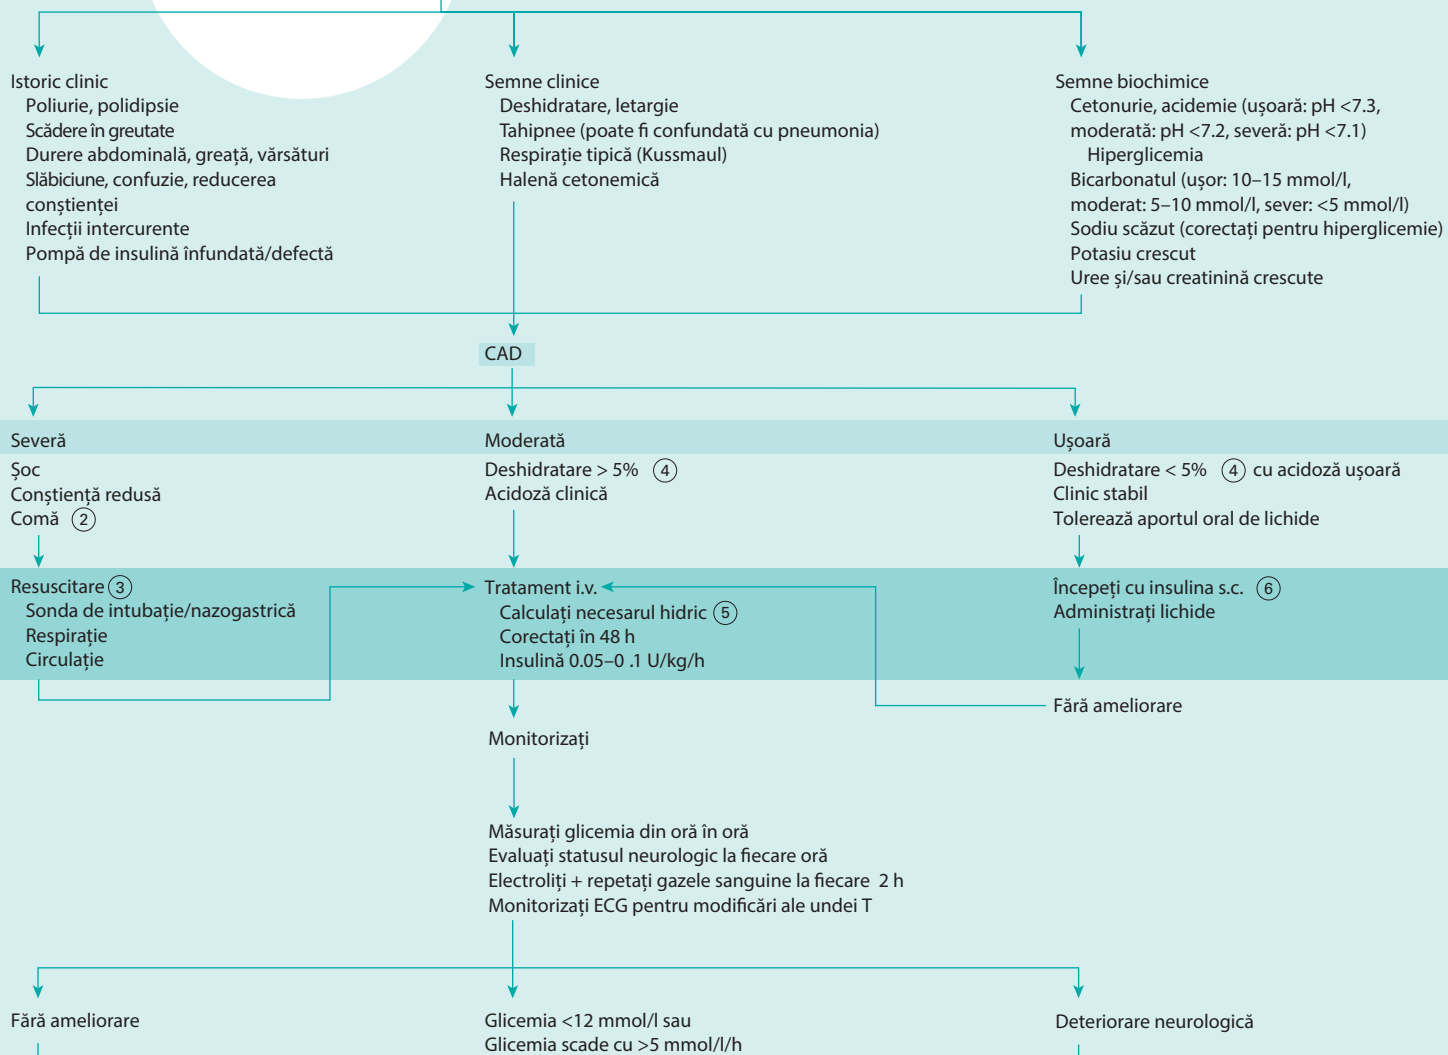 Istoric clinic
Poliurie, polidipsie
Scădere în greutate
Durere abdominală, greață, vărsături
Slăbiciune, confuzie, reducerea
conștienței
Infecții intercurente
Pompă de insulină înfundată/defectă
Semne clinice
Deshidratare, letargie
Tahipnee (poate fi confundată cu pneumonia)
Respirație tipică (Kussmaul)
Halenă cetonemică
Semne biochimice
Cetonurie, acidemie (ușoară: pH <7.3,
moderată: pH <7.2, severă: pH <7.1)
Hiperglicemia
Bicarbonatul (ușor: 10–15 mmol/l,
moderat: 5–10 mmol/l, sever: <5 mmol/l)
Sodiu scăzut (corectați pentru hiperglicemie)
Potasiu crescut
Uree și/sau creatinină crescute
CAD
Severă
Șoc
Conștiență redusă
Comă 2
Moderată
Deshidratare > 5% 4
Acidoză clinică
Ușoară
Deshidratare < 5% 4 cu acidoză ușoară
Clinic stabil
Tolerează aportul oral de lichide
Resuscitare 3
Sonda de intubație/nazogastrică
Respirație
Circulație
Tratament i.v.
Calculați necesarul hidric 5
Corectați în 48 h
Insulină 0.05–0 .1 U/kg/h
Începeți cu insulina s.c. 6
Administrați lichide
Fără ameliorare
Monitorizați
Măsurați glicemia din oră în oră
Evaluați statusul neurologic la fiecare oră
Electroliți + repetați gazele sanguine la fiecare 2 h
Monitorizați ECG pentru modificări ale undei T
Fără ameliorare
Glicemia <12 mmol/l sau
Glicemia scade cu >5 mmol/l/h
Deteriorare neurologică